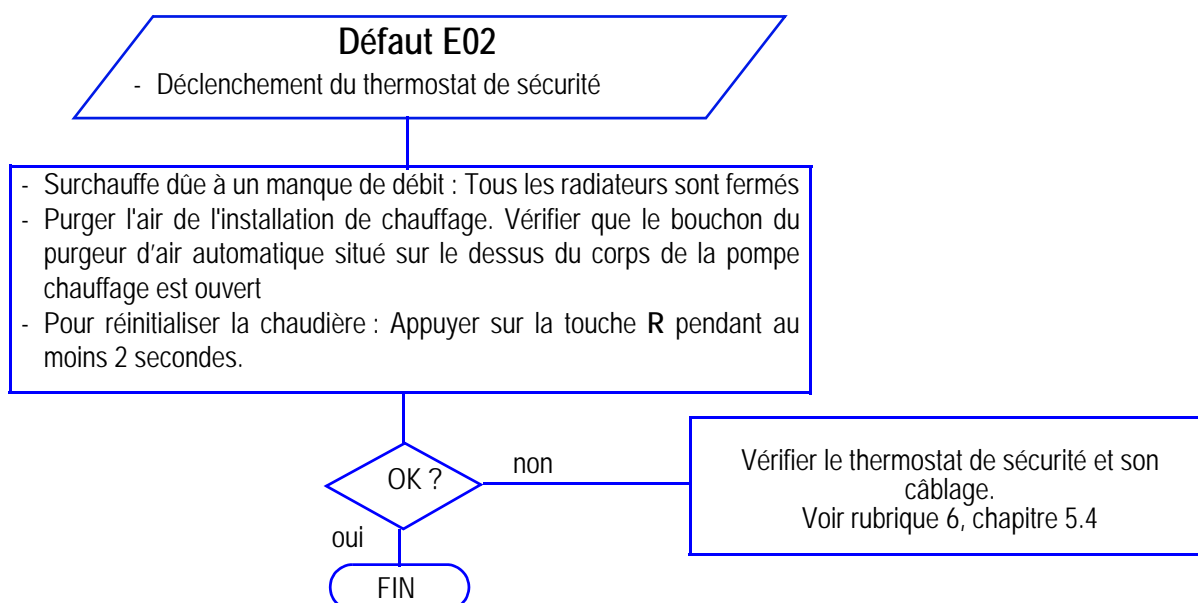 Défaut E02
- Déclenchement du thermostat de sécurité
- Surchauffe dûe à un manque de débit : Tous les radiateurs sont fermés
- Purger l'air de l'installation de chauffage. Vérifier que le bouchon du
purgeur d'air automatique situé sur le dessus du corps de la pompe
chauffage est ouvert
- Pour réinitialiser la chaudière : Appuyer sur la touche R pendant au
moins 2 secondes.
OK ?
non
Vérifier le thermostat de sécurité et son
câblage.
Voir rubrique 6, chapitre 5.4
oui
FIN